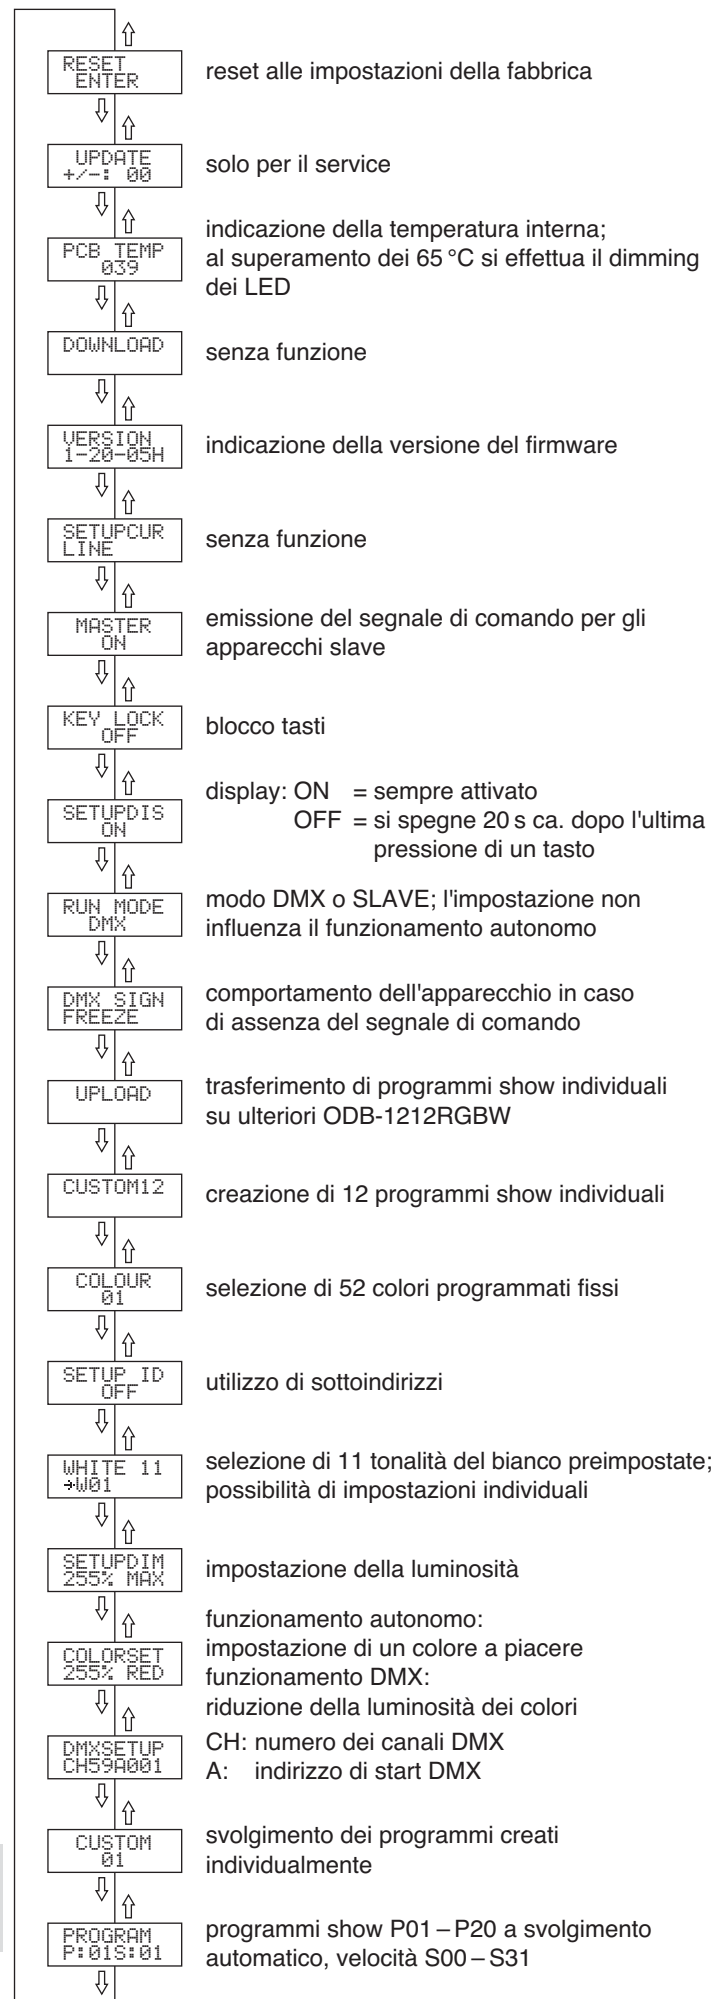 RESET
ENTER
reset alle impostazioni della fabbrica
UPDATE
+/-: 00
solo per il service
PCB TEMP
039
indicazione della temperatura interna;
al superamento dei 65 °C si effettua il dimming
dei LED
DOWNLOAD
senza funzione
VERSION
1-20-05H
indicazione della versione del firmware
SETUPCUR
LINE
senza funzione
MASTER
ON
emissione del segnale di comando per gli
apparecchi slave
KEY LOCK
OFF
blocco tasti
SETUPDIS
ON
display: ON = sempre attivato
OFF = si spegne 20 s ca. dopo l'ultima
pressione di un tasto
RUN MODE
DMX
modo DMX o SLAVE; l'impostazione non
influenza il funzionamento autonomo
DMX SIGN
FREEZE
comportamento dell'apparecchio in caso
di assenza del segnale di comando
UPLOAD
trasferimento di programmi show individuali
su ulteriori ODB-1212RGBW
CUSTOM12
creazione di 12 programmi show individuali
COLOUR
01
selezione di 52 colori programmati fissi
SETUP ID
OFF
utilizzo di sottoindirizzi
WHITE 11
→W01
selezione di 11 tonalità del bianco preimpostate;
possibilità di impostazioni individuali
SETUPDIM
255% MAX
impostazione della luminosità
COLORSET
255% RED
funzionamento autonomo:
impostazione di un colore a piacere
funzionamento DMX:
riduzione della luminosità dei colori
DMXSETUP
CH59A001
CH: numero dei canali DMX
A: indirizzo di start DMX
CUSTOM
01
svolgimento dei programmi creati
individualmente
PROGRAM
P:01S:01
programmi show P01 – P20 a svolgimento
automatico, velocità S00 – S31